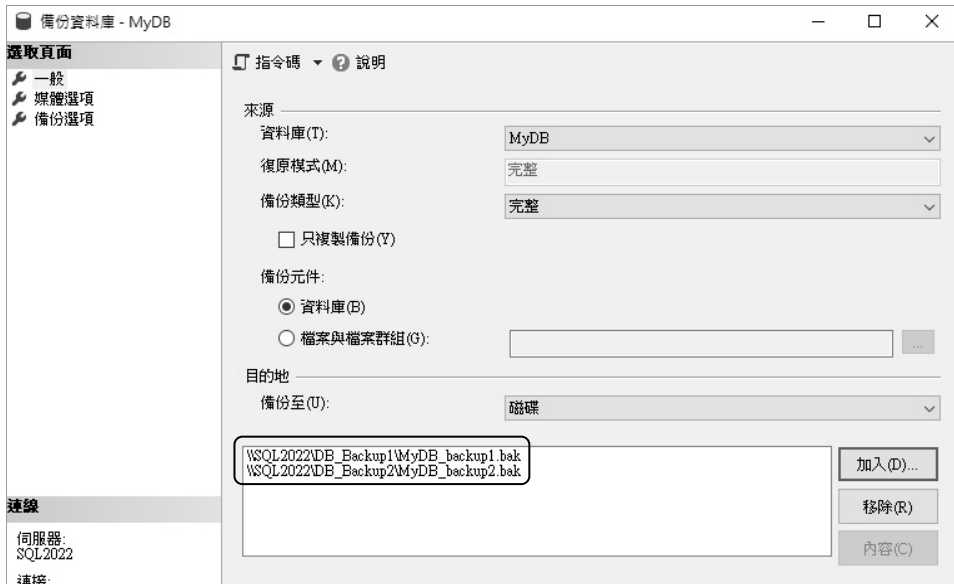 備份資料庫 - MyDB
選取頁面
一般
媒體選項
備份選項
指令碼
說明
來源
資料庫(T):
MyDB
復原模式(M):
完整
備份類型(K):
完整
只複製備份(Y)
備份元件:
資料庫(B)
檔案與檔案群組(G):
...
目的地
備份至(U):
磁碟
\\SQL2022\DB_Backup1\MyDB_backup1.bak
\\SQL2022\DB_Backup2\MyDB_backup2.bak
加入(D)...
移除(R)
內容(C)
連線
伺服器:
SQL2022
連接: